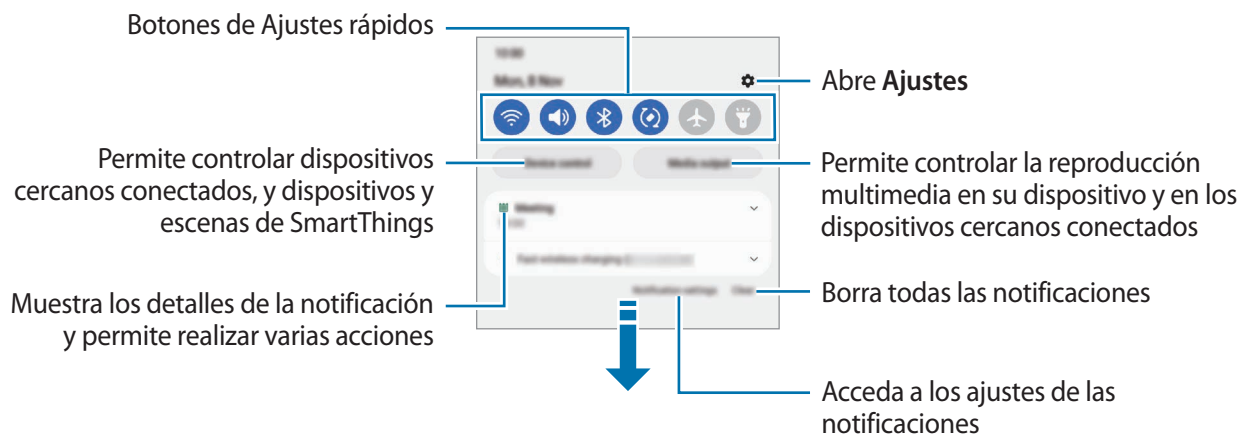 Botones de Ajustes rápidos
10:00
Mon, 8 Nov
Abre Ajustes
Permite controlar dispositivos
cercanos conectados, y dispositivos y
escenas de SmartThings
Device control
Media output
Permite controlar la reproducción
multimedia en su dispositivo y en los
dispositivos cercanos conectados
Meeting
Fast wireless charging
Muestra los detalles de la notificación
y permite realizar varias acciones
Notification settings
Clear
Borra todas las notificaciones
Acceda a los ajustes de las
notificaciones